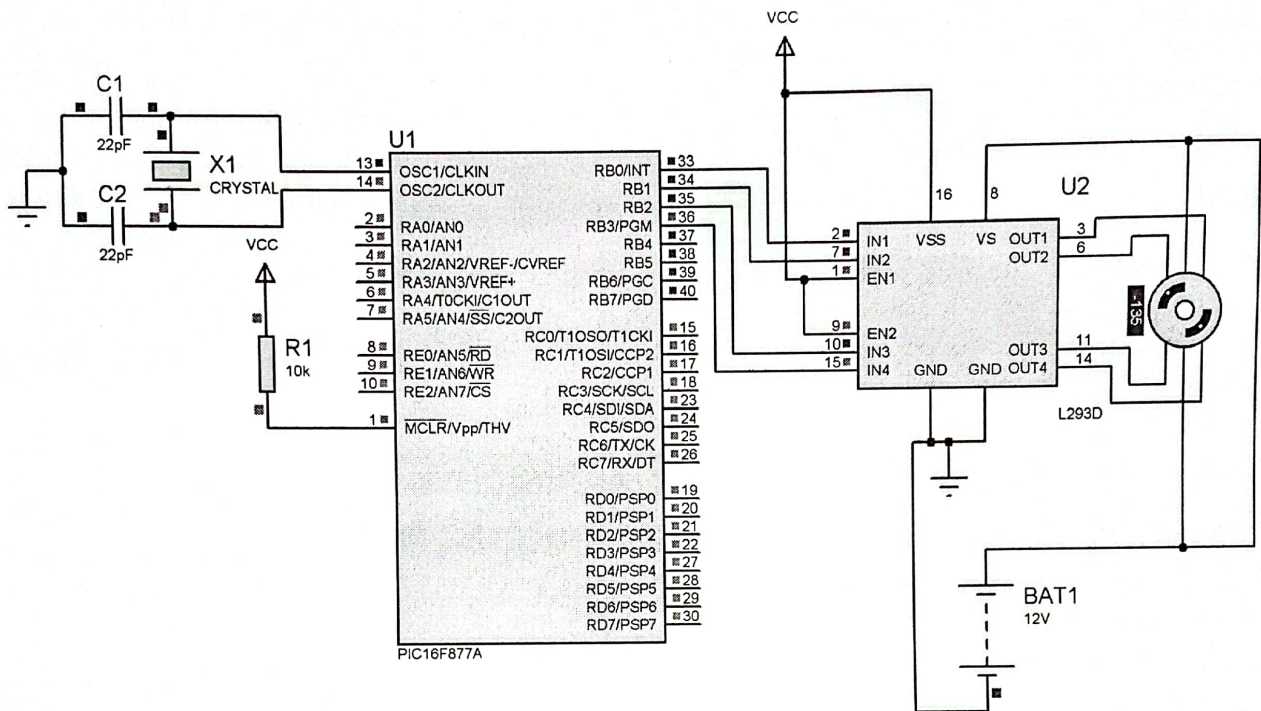 VCC
C1
22pF
X1
CRYSTAL
C2
22pF
VCC
R1
10k
U1
13 OSC1/CLKIN
14 OSC2/CLKOUT
2 RA0/AN0
3 RA1/AN1
4 RA2/AN2/VREF-/CVREF
5 RA3/AN3/VREF+
6 RA4/T0CKI/C1OUT
7 RA5/AN4/SS/C2OUT
8 RE0/AN5/RD
9 RE1/AN6/WR
10 RE2/AN7/CS
1 MCLR/Vpp/THV
RB0/INT 33
RB1 34
RB2 35
RB3/PGM 36
RB4 37
RB5 38
RB6/PGC 39
RB7/PGD 40
RC0/T1OSO/T1CKI 15
RC1/T1OSI/CCP2 16
RC2/CCP1 17
RC3/SCK/SCL 18
RC4/SDI/SDA 23
RC5/SDO 24
RC6/TX/CK 25
RC7/RX/DT 26
RD0/PSP0 19
RD1/PSP1 20
RD2/PSP2 21
RD3/PSP3 22
RD4/PSP4 27
RD5/PSP5 28
RD6/PSP6 29
RD7/PSP7 30
PIC16F877A
U2
16 8
2 IN1 VSS VS OUT1 3
7 IN2 OUT2 6
1 EN1
9 EN2
10 IN3 OUT3 11
15 IN4 GND GND OUT4 14
L293D
-135
BAT1
12V